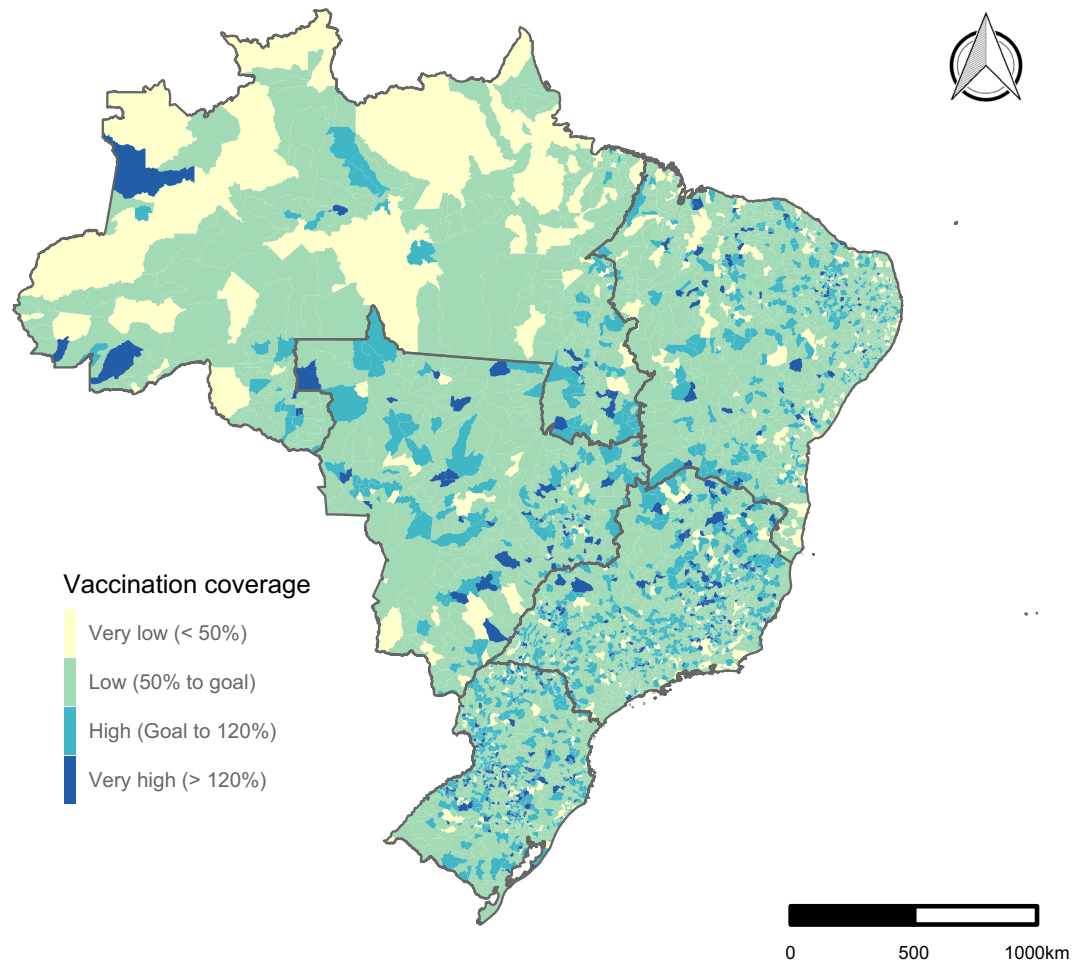 Vaccination coverage
Very low (< 50%)
Low (50% to goal)
High (Goal to 120%)
Very high (> 120%)
0 500 1000km